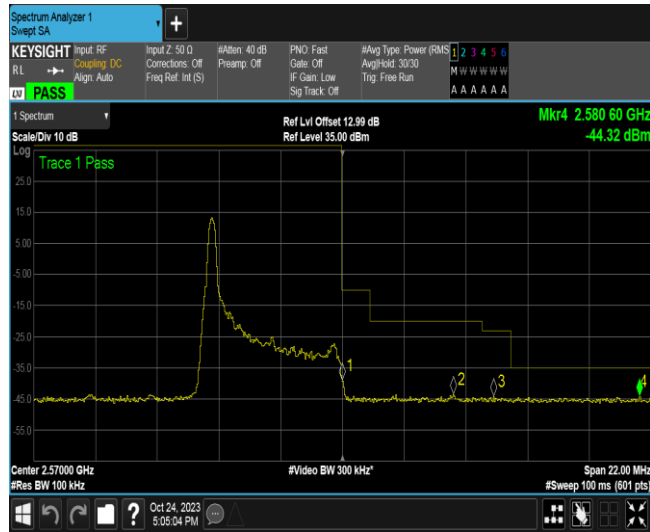 Spectrum Analyzer 1
Swept SA
+
KEYSIGHT Input: RF Input Z: 50 Ω #Atten: 40 dB PNO: Fast #Avg Type: Power (RMS 1 2 3 4 5 6
RL Coupling: DC Corrections: Off Preamp: Off Gate: Off Avg|Hold: 30/30 M W W W W W
Align: Auto Freq Ref: Int (S) IF Gain: Low Trig: Free Run
LXI PASS Sig Track: Off A A A A A A
1 Spectrum Ref Lvl Offset 12.99 dB Mkr4 2.580 60 GHz
Scale/Div 10 dB Ref Level 35.00 dBm -44.32 dBm
Log
Trace 1 Pass
25.0
15.0
5.00
-5.00
-15.0
-25.0
-35.0
1
2 3 4
-45.0
-55.0
Center 2.57000 GHz #Video BW 300 kHz* Span 22.00 MHz
#Res BW 100 kHz #Sweep 100 ms (601 pts)
? Oct 24, 2023
5:05:04 PM